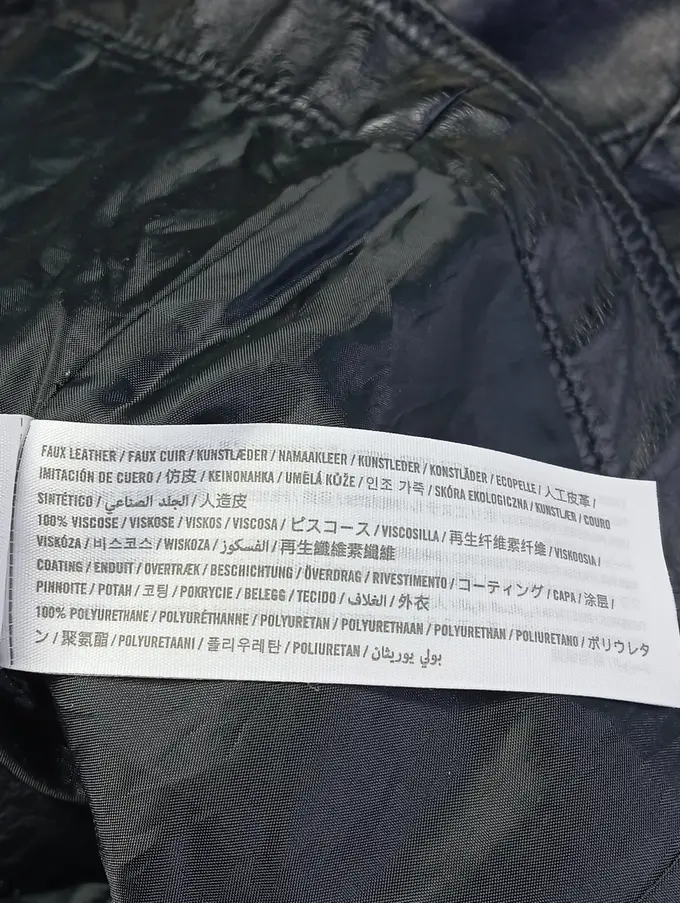 FAUX LEATHER / FAUX CUIR / KUNSTLÆDER / NAMAAKLEER / KUNSTLEDER / KONSTLÄDER / ECOPELLE / 人工皮革 /
IMITACIÓN DE CUERO / 仿皮 / KEINONAHKA / UMĚLÁ KŮŽE / 인조 가죽 / SKÓRA EKOLOGICZNA / KUNSTLÆR / COURO
SINTÉTICO / الجلد الصناعي / 人造皮
100% VISCOSE / VISKOSE / VISKOS / VISCOSA / ビスコース / VISCOSILLA / 再生纤维素纤维 / VISKOOSIA /
VISKÓZA / 비스코스 / WISKOZA / الفسكوز / 再生纖維素纖維
COATING / ENDUIT / OVERTRÆK / BESCHICHTUNG / ÖVERDRAG / RIVESTIMENTO / コーティング / CAPA / 涂层 /
PINNOITE / POTAH / 코팅 / POKRYCIE / BELEGG / TECIDO / الغلاف / 外衣
100% POLYURETHANE / POLYURÉTHANNE / POLYURETAN / POLYURETHAAN / POLYURETHAN / POLIURETANO / ポリウレタ
ン / 聚氨酯 / POLYURETAANI / 폴리우레탄 / POLIURETAN / بولي يوريثان